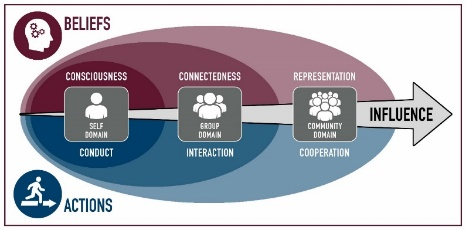 BELIEFS
CONSCIOUSNESS
CONNECTEDNESS
REPRESENTATION
SELF
DOMAIN
GROUP
DOMAIN
COMMUNITY
DOMAIN
INFLUENCE
CONDUCT
INTERACTION
COOPERATION
ACTIONS